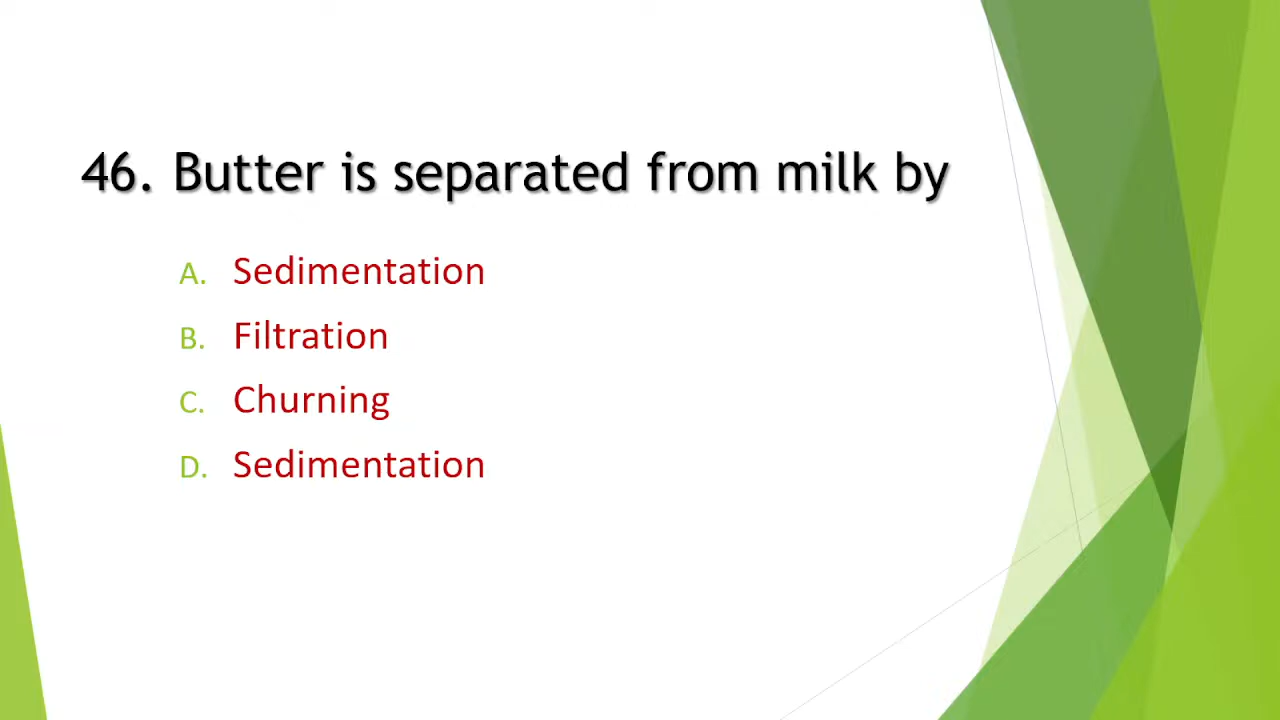 46. Butter is separated from milk by
A. Sedimentation
B. Filtration
C. Churning
D. Sedimentation